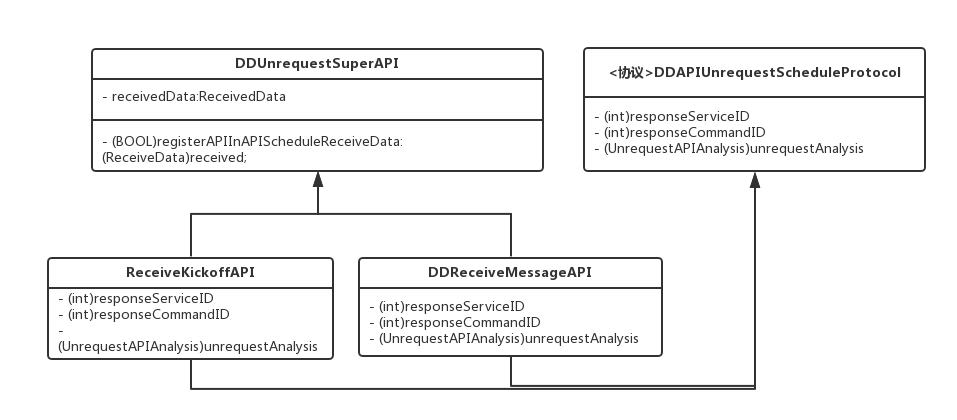 DDUnrequestSuperAPI
- receivedData:ReceivedData
- (BOOL)registerAPIInAPIScheduleReceiveData:
(ReceiveData)received;
<协议>DDAPIUnrequestScheduleProtocol
- (int)responseServiceID
- (int)responseCommandID
- (UnrequestAPIAnalysis)unrequestAnalysis
ReceiveKickoffAPI
- (int)responseServiceID
- (int)responseCommandID
-
(UnrequestAPIAnalysis)unrequestAnalysis
DDReceiveMessageAPI
- (int)responseServiceID
- (int)responseCommandID
- (UnrequestAPIAnalysis)unrequestAnalysis